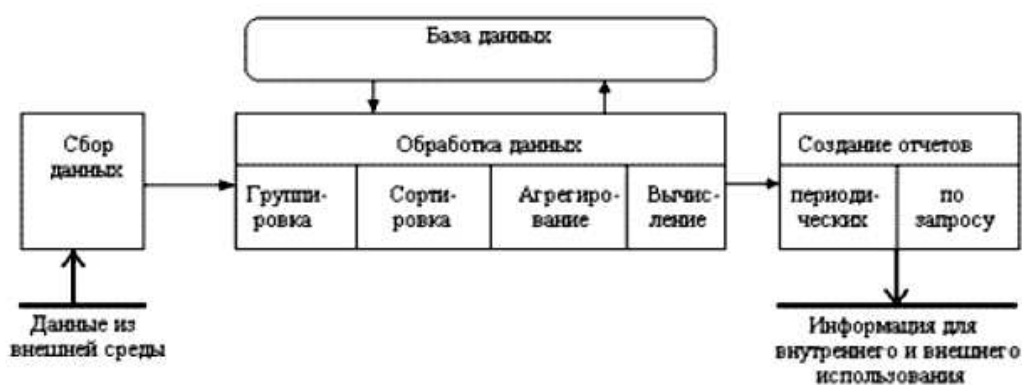 База данных
Сбор
данных
Обработка данных
Группи-
ровка
Сорти-
ровка
Агрегиро-
вание
Вычис-
ление
Создание отчетов
периоди-
ческих
по
запросу
Данные из
внешней среды
Информация для
внутреннего и внешнего
использования